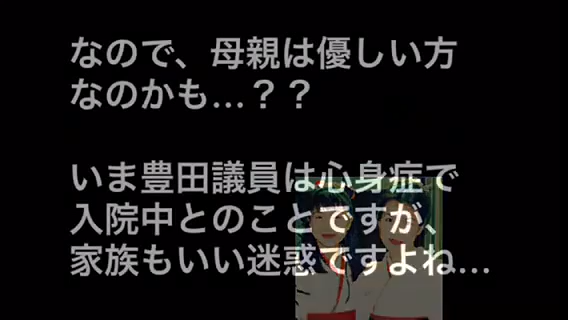 なので、母親は優しい方
なのかも…？？
いま豊田議員は心身症で
入院中とのことですが、
家族もいい迷惑ですよね…